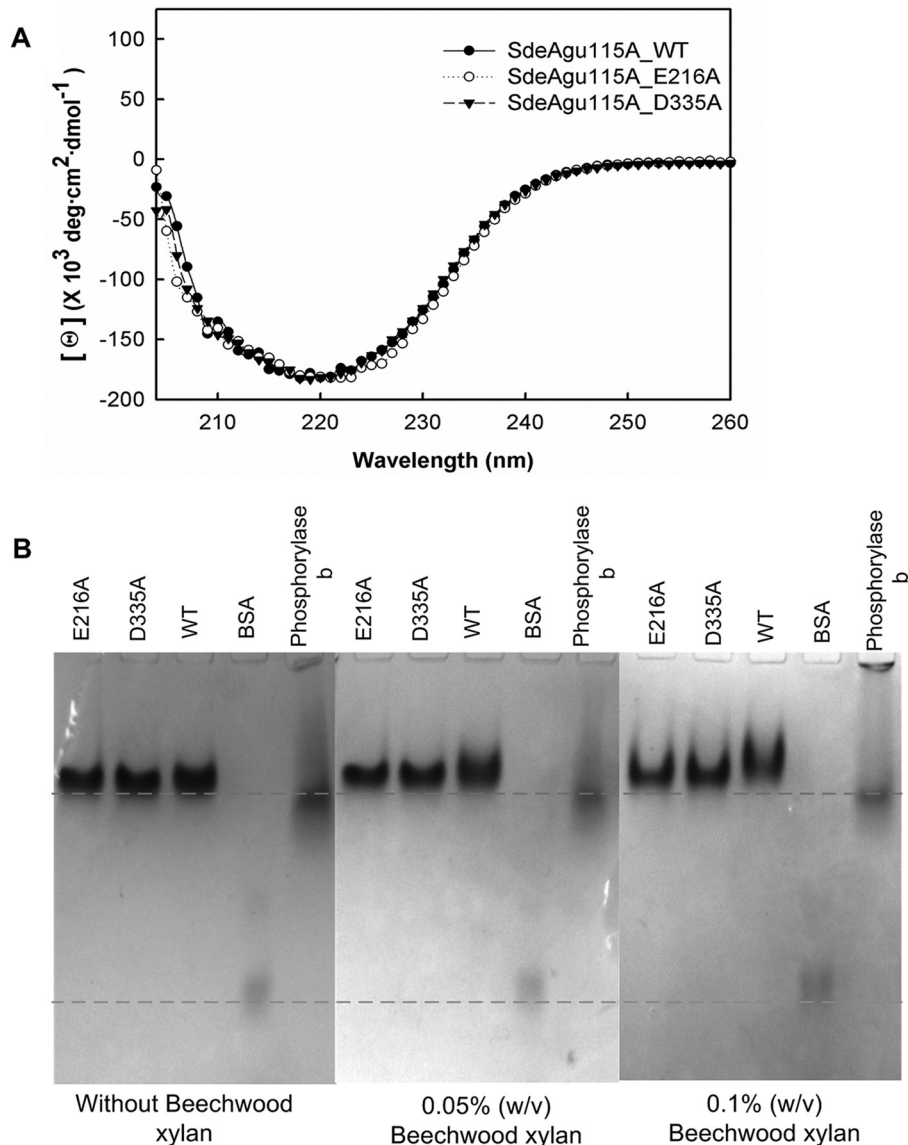 A
SdeAgu115A_WT
SdeAgu115A_E216A
SdeAgu115A_D335A
100
50
0
-50
-100
-150
-200
[Θ] (X 10³ deg·cm²·dmol⁻¹)
210 220 230 240 250 260
Wavelength (nm)
B
E216A D335A WT BSA Phosphorylase b E216A D335A WT BSA Phosphorylase b E216A D335A WT BSA Phosphorylase b
Without Beechwood
xylan
0.05% (w/v)
Beechwood xylan
0.1% (w/v)
Beechwood xylan